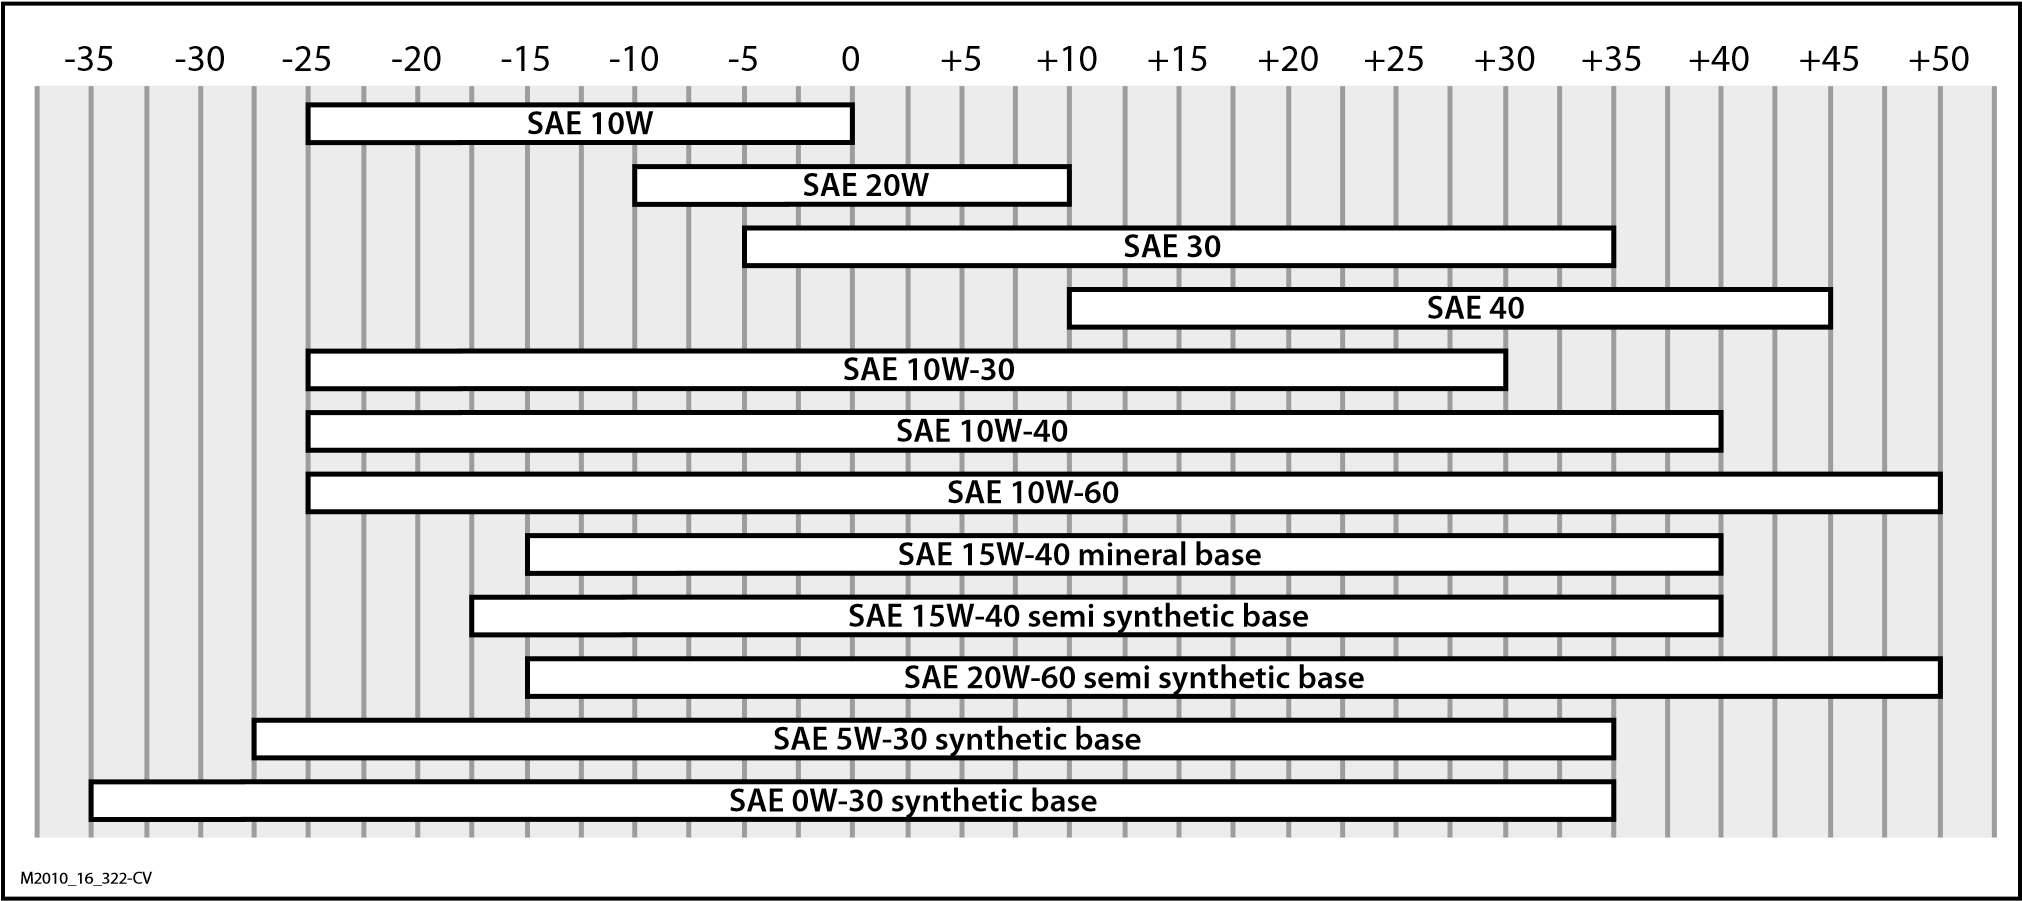 -35 -30 -25 -20 -15 -10 -5 0 +5 +10 +15 +20 +25 +30 +35 +40 +45 +50
SAE 10W
SAE 20W
SAE 30
SAE 40
SAE 10W-30
SAE 10W-40
SAE 10W-60
SAE 15W-40 mineral base
SAE 15W-40 semi synthetic base
SAE 20W-60 semi synthetic base
SAE 5W-30 synthetic base
SAE 0W-30 synthetic base
M2010_16_322-CV